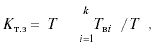 Kт.з = T k i=1 Tвi / T ,